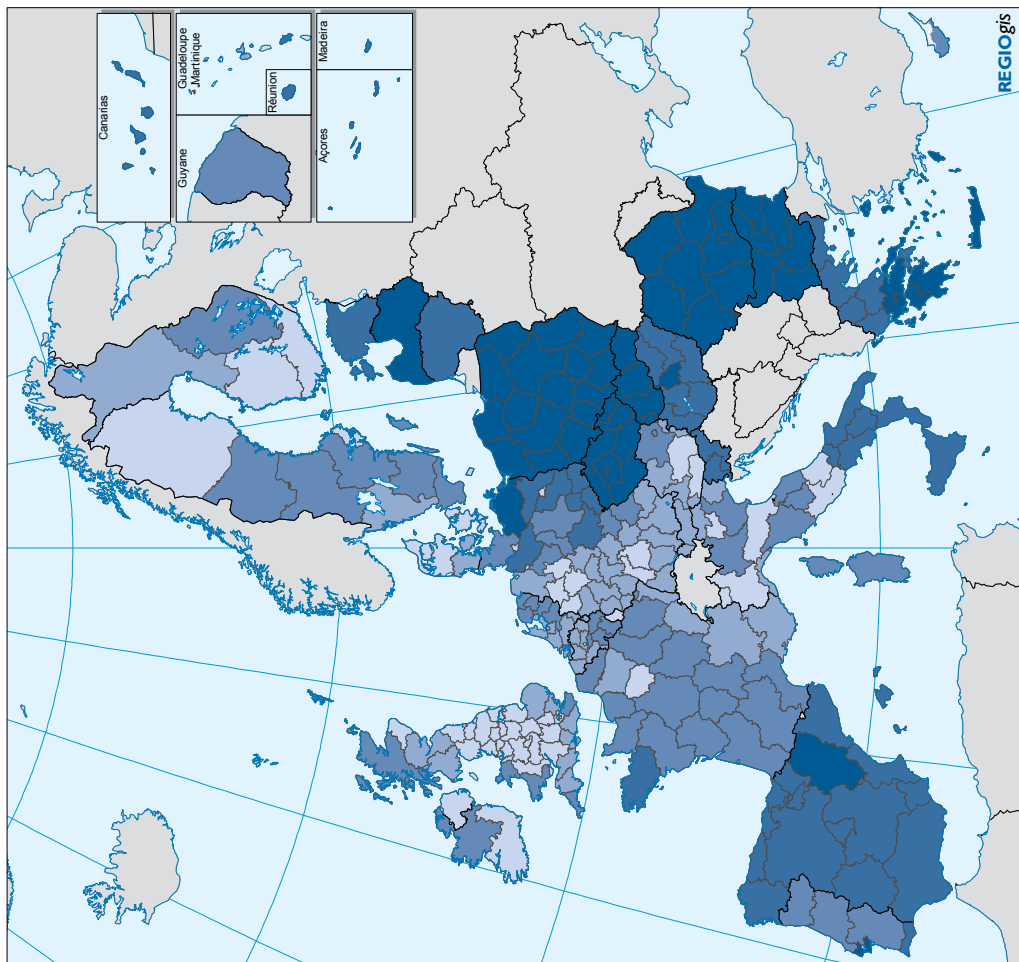 Canarias
Guyane
Guadeloupe
Martinique
Réunion
Açores
Madeira
REGIOgis